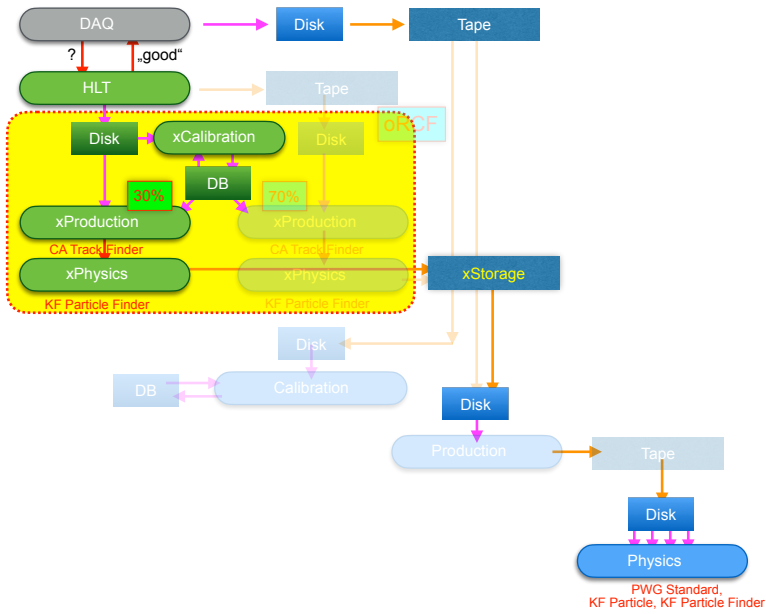 DAQ
Disk
Tape
?
„good“
HLT
Tape
oRCF
Disk
xCalibration
Disk
DB
30%
70%
xProduction
xProduction
CA Track Finder
CA Track Finder
xPhysics
xPhysics
xStorage
KF Particle Finder
KF Particle Finder
Disk
DB
Calibration
Disk
Production
Tape
Disk
Physics
PWG Standard,
KF Particle, KF Particle Finder